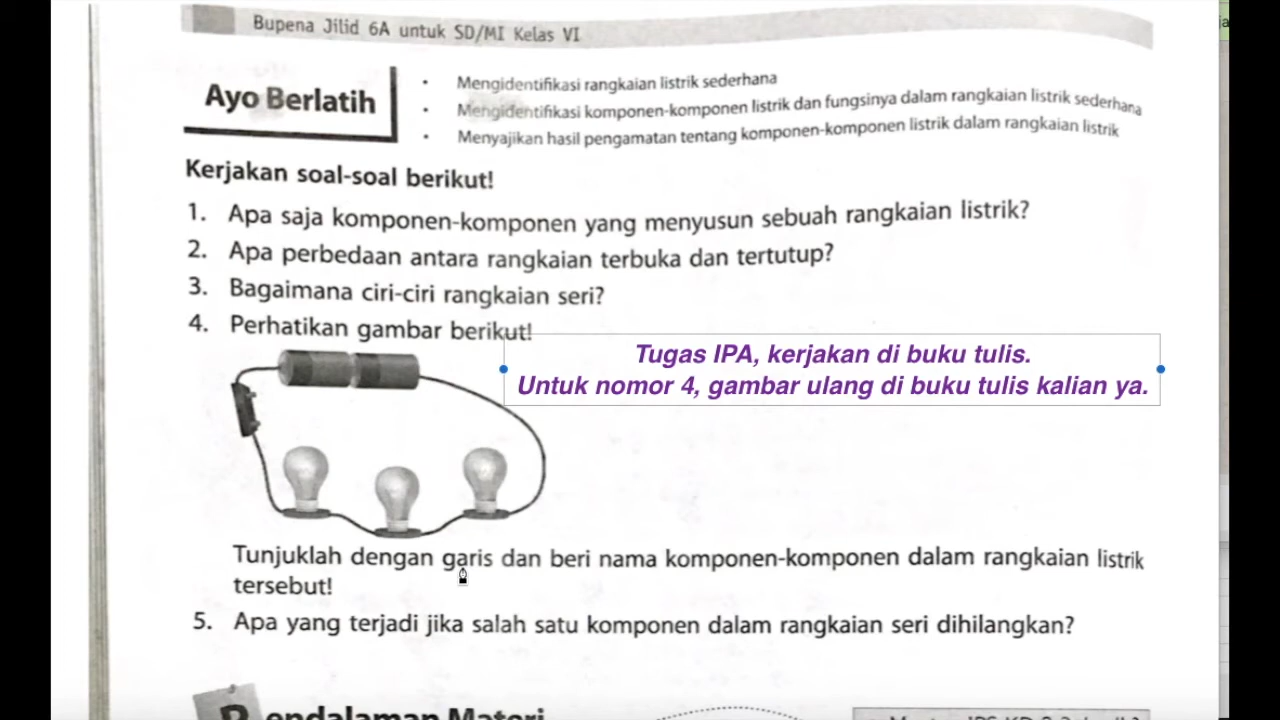 Bupena Jilid 6A untuk SD/MI Kelas VI
Ayo Berlatih
• Mengidentifikasi rangkaian listrik sederhana
• Mengidentifikasi komponen-komponen listrik dan fungsinya dalam rangkaian listrik sederhana
• Menyajikan hasil pengamatan tentang komponen-komponen listrik dalam rangkaian listrik
Kerjakan soal-soal berikut!
1. Apa saja komponen-komponen yang menyusun sebuah rangkaian listrik?
2. Apa perbedaan antara rangkaian terbuka dan tertutup?
3. Bagaimana ciri-ciri rangkaian seri?
4. Perhatikan gambar berikut!
Tugas IPA, kerjakan di buku tulis.
Untuk nomor 4, gambar ulang di buku tulis kalian ya.
Tunjuklah dengan garis dan beri nama komponen-komponen dalam rangkaian listrik
tersebut!
5. Apa yang terjadi jika salah satu komponen dalam rangkaian seri dihilangkan?
Pendalaman Materi